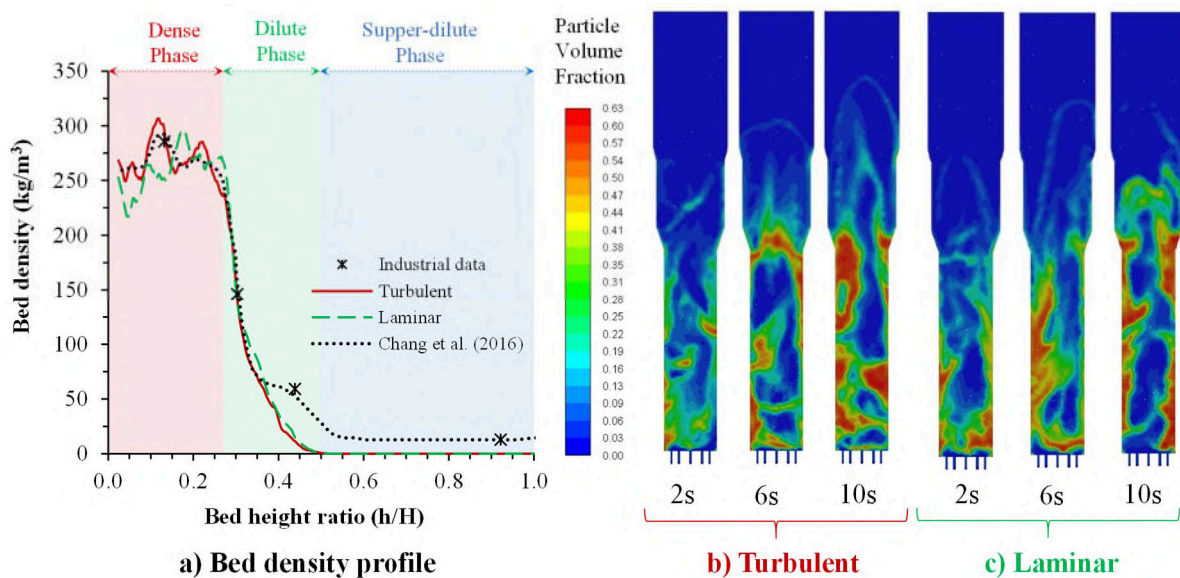 Dense
Phase
Dilute
Phase
Supper-dilute
Phase
350
300
250
200
150
100
50
0
Bed density (kg/m³)
Industrial data
Turbulent
Laminar
Chang et al. (2016)
0.0 0.2 0.4 0.6 0.8 1.0
Bed height ratio (h/H)
a) Bed density profile
Particle
Volume
Fraction
0.63
0.60
0.57
0.54
0.50
0.47
0.44
0.41
0.38
0.35
0.31
0.28
0.25
0.22
0.19
0.16
0.13
0.09
0.06
0.03
0.00
2s 6s 10s
b) Turbulent
2s 6s 10s
c) Laminar